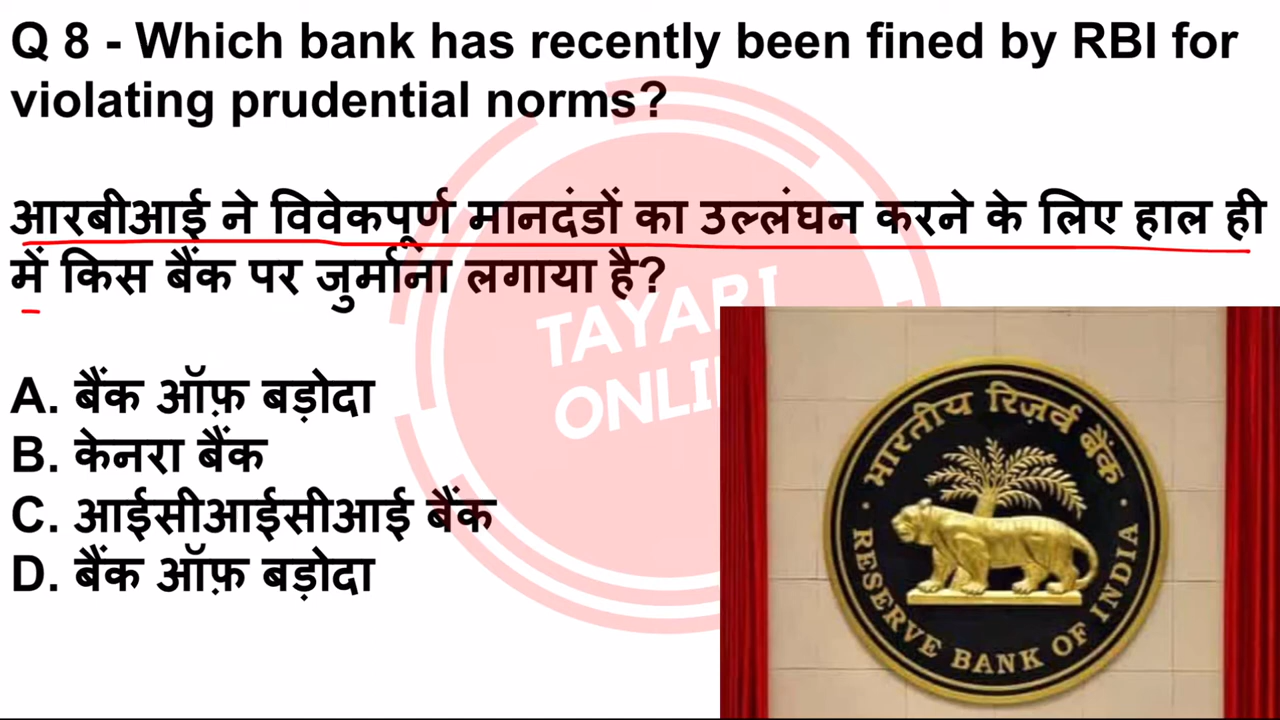 Q 8 - Which bank has recently been fined by RBI for
violating prudential norms?
आरबीआई ने विवेकपूर्ण मानदंडों का उल्लंघन करने के लिए हाल ही
में किस बैंक पर जुर्माना लगाया है?
A. बैंक ऑफ़ बड़ोदा
B. केनरा बैंक
C. आईसीआईसीआई बैंक
D. बैंक ऑफ़ बड़ोदा
TAYARI
भारतीय रिज़र्व बैंक
RESERVE BANK OF INDIA